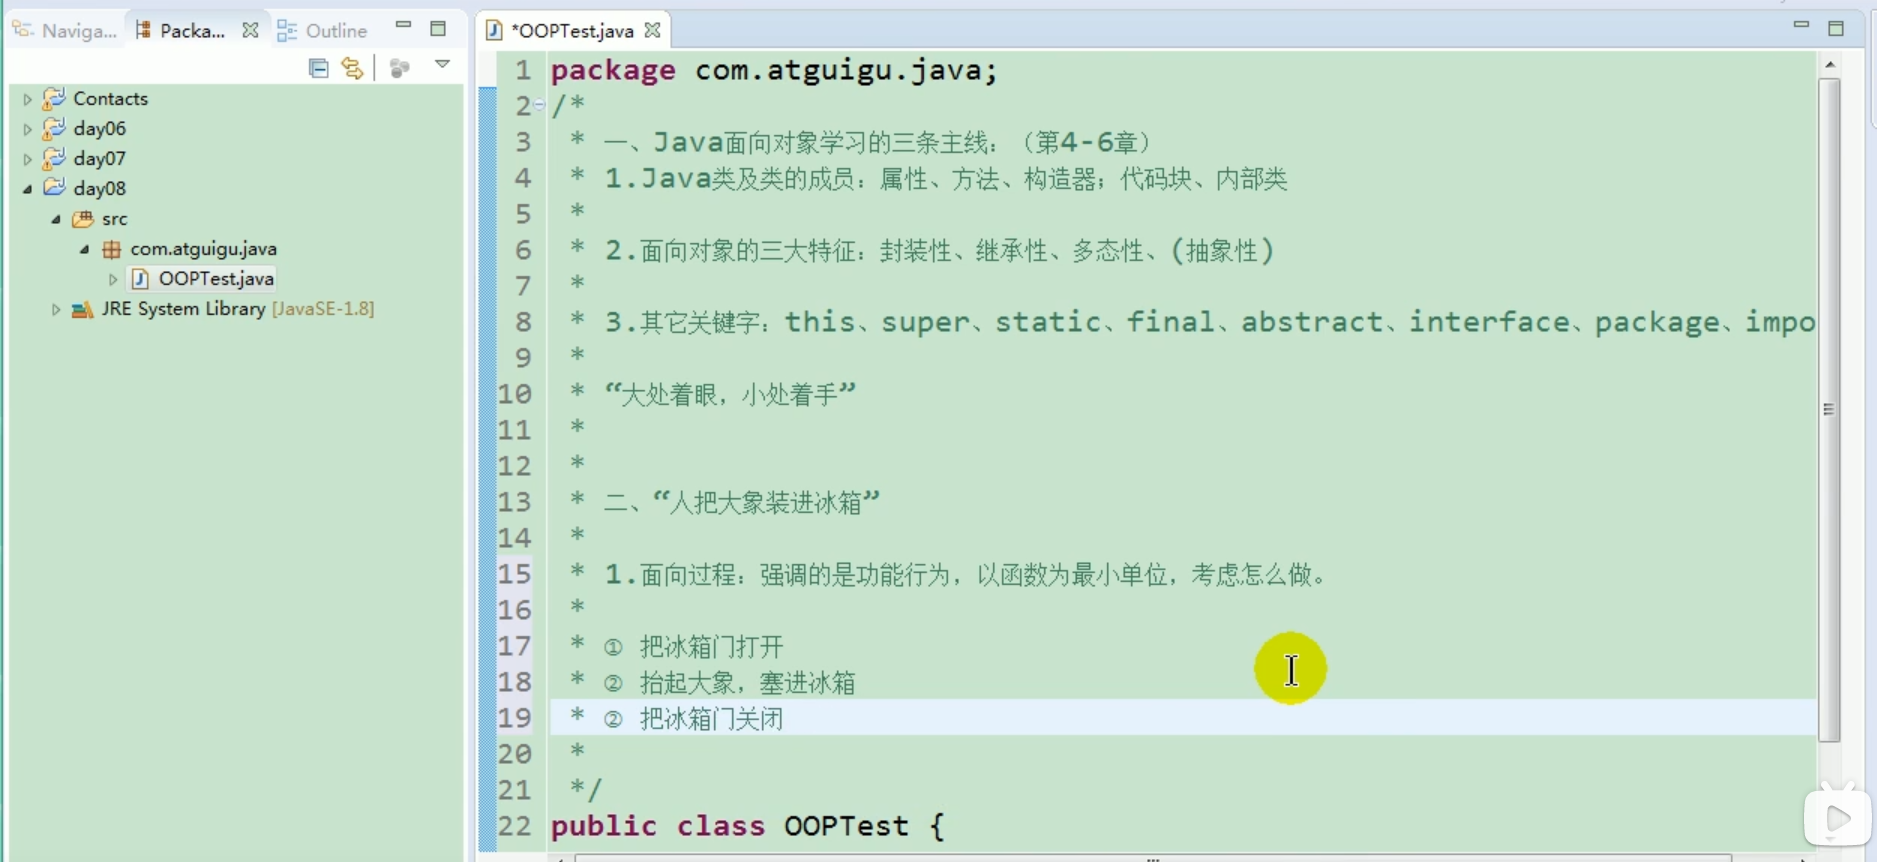 Naviga...
Packa...
Outline
Contacts
day06
day07
day08
src
com.atguigu.java
OOPTest.java
JRE System Library [JavaSE-1.8]
*OOPTest.java
1 package com.atguigu.java;
2 /*
3 * 一、Java面向对象学习的三条主线：（第4-6章）
4 * 1.Java类及类的成员：属性、方法、构造器；代码块、内部类
5 *
6 * 2.面向对象的三大特征：封装性、继承性、多态性、(抽象性)
7 *
8 * 3.其它关键字：this、super、static、final、abstract、interface、package、impo
9 *
10 * “大处着眼，小处着手”
11 *
12 *
13 * 二、“人把大象装进冰箱”
14 *
15 * 1.面向过程：强调的是功能行为，以函数为最小单位，考虑怎么做。
16 *
17 * ① 把冰箱门打开
18 * ② 抬起大象，塞进冰箱
19 * ② 把冰箱门关闭
20 *
21 */
22 public class OOPTest {